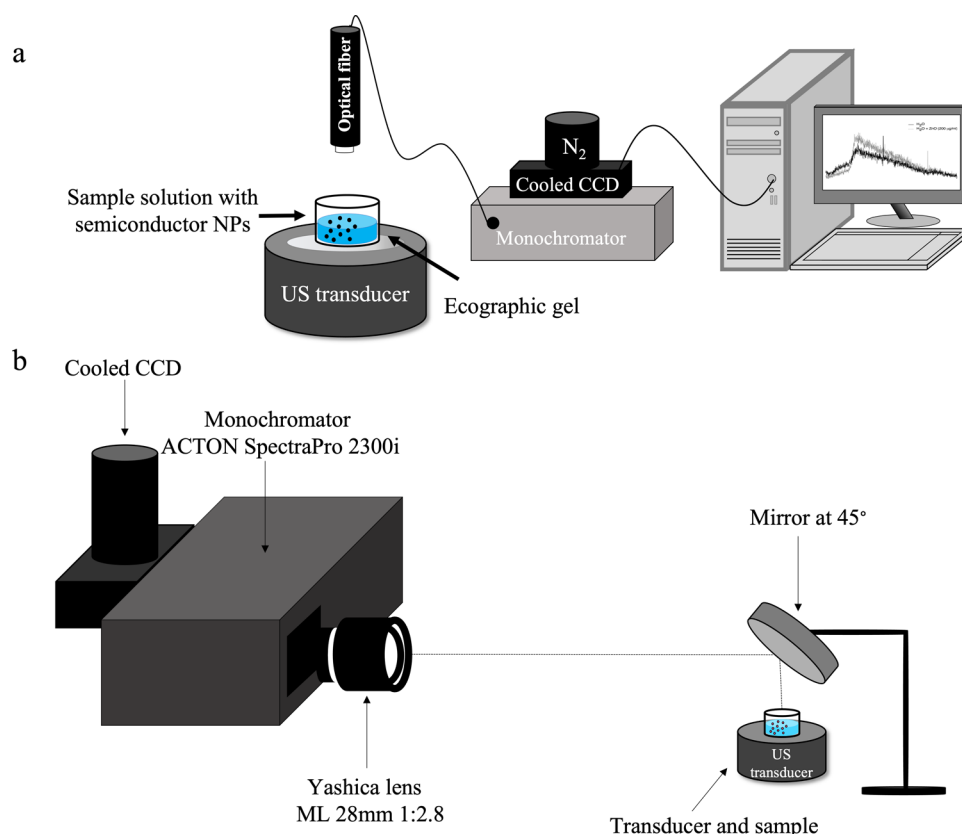 a
Optical fiber
N2
Cooled CCD
Monochromator
Sample solution with
semiconductor NPs
US transducer
Ecographic gel
b
Cooled CCD
Monochromator
ACTON SpectraPro 2300i
Mirror at 45°
US
transducer
Yashica lens
ML 28mm 1:2.8
Transducer and sample